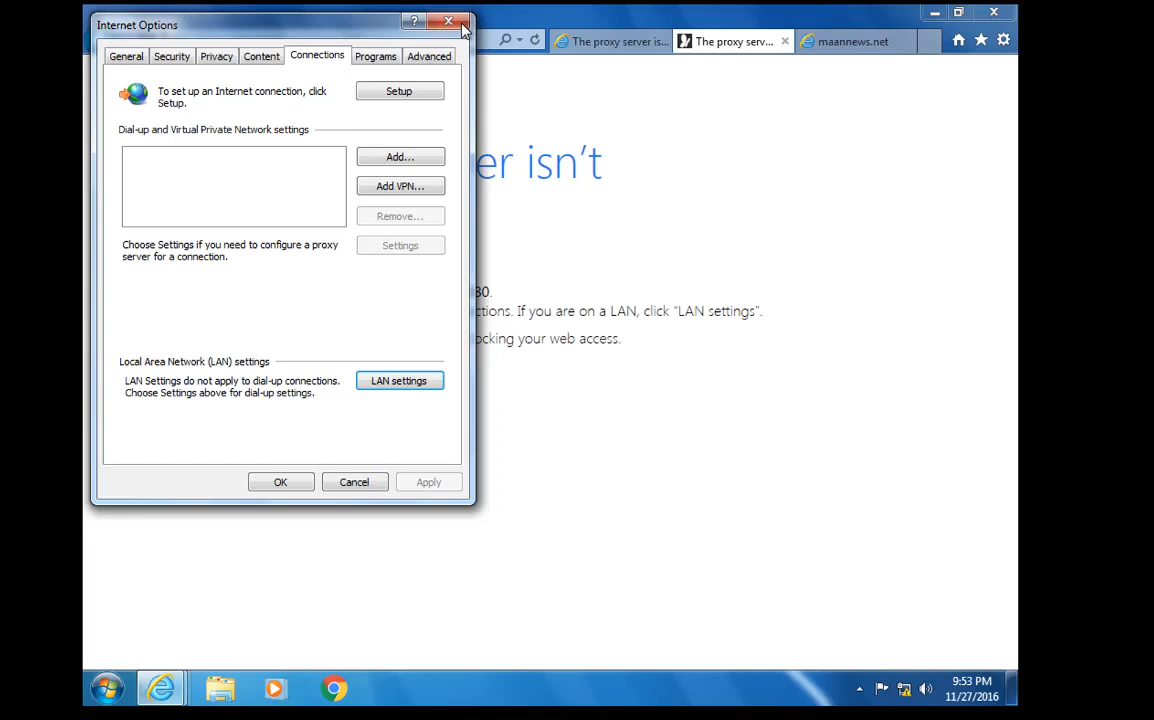 Internet Options
?
The proxy server is...
The proxy serv...
maannews.net
General Security Privacy Content Connections Programs Advanced
To set up an Internet connection, click
Setup.
Setup
Dial-up and Virtual Private Network settings
Add...
Add VPN...
Remove...
Choose Settings if you need to configure a proxy
server for a connection.
Settings
Local Area Network (LAN) settings
LAN Settings do not apply to dial-up connections.
Choose Settings above for dial-up settings.
LAN settings
OK Cancel Apply
er isn't
80.
ctions. If you are on a LAN, click "LAN settings".
ocking your web access.
9:53 PM
11/27/2016